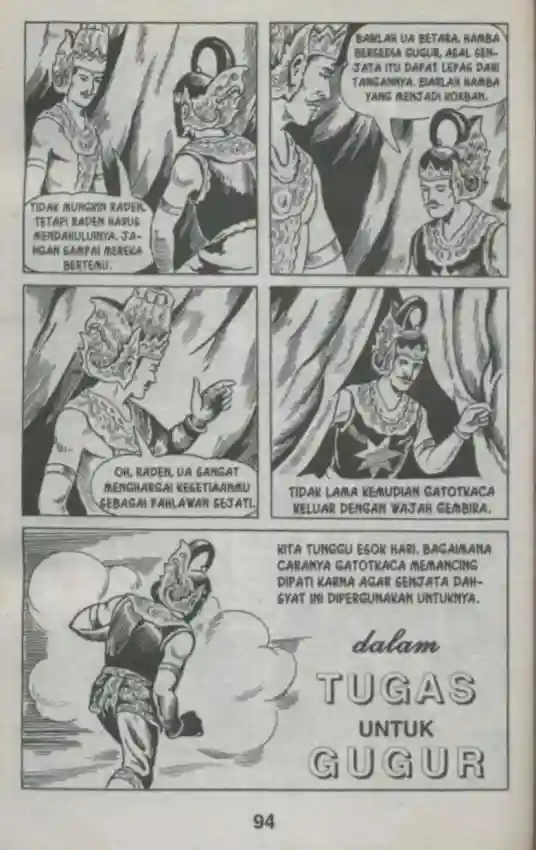 TIDAK MUNGKIN RADEN.
TETAPI RADEN HARUS
MENDAHULUINYA. JA-
NGAN SAMPAI MEREKA
BERTEMU.
BAIKLAH UA BETARA. HAMBA
BERSEDIA GUGUR, ASAL SEN-
JATA ITU DAPAT LEPAS DARI
TANGANNYA. BIARLAH HAMBA
YANG MENJADI KORBAN.
OH, RADEN, UA SANGAT
MENGHARGAI KESETIAANMU
SEBAGAI PAHLAWAN SEJATI.
TIDAK LAMA KEMUDIAN GATOTKACA
KELUAR DENGAN WAJAH GEMBIRA.
KITA TUNGGU ESOK HARI. BAGAIMANA
CARANYA GATOTKACA MEMANCING
DIPATI KARNA AGAR SENJATA DAH-
SYAT INI DIPERGUNAKAN UNTUKNYA.
dalam
TUGAS
UNTUK
GUGUR
94